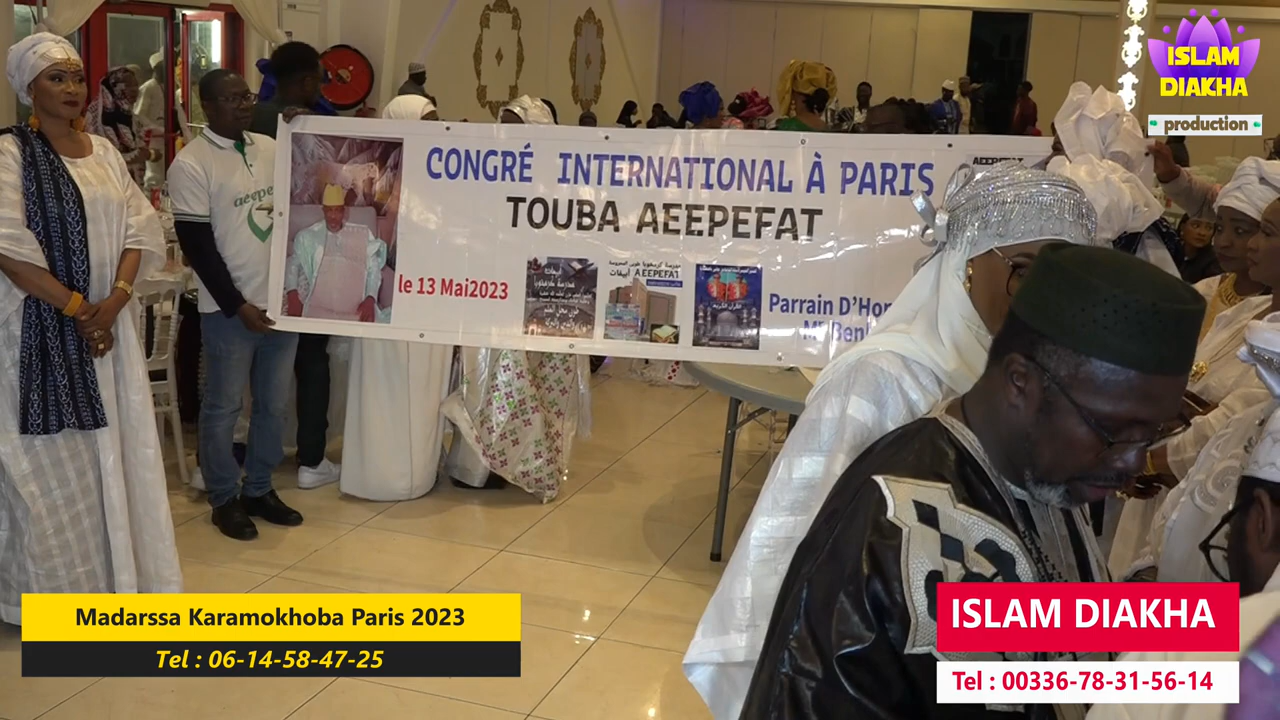 ISLAM
DIAKHA
production
CONGRÉ INTERNATIONAL À PARIS
TOUBA AEEPEFAT
le 13 Mai2023
AEEPEFAT
Parrain D'Hon
aeepe
Madarssa Karamokhoba Paris 2023
Tel : 06-14-58-47-25
ISLAM DIAKHA
Tel : 00336-78-31-56-14